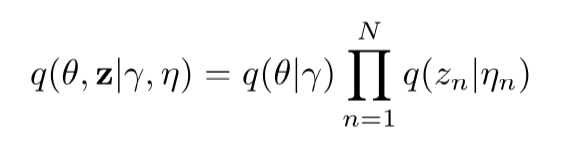 q(θ, **z**|γ, η) = q(θ|γ) ∏_{n=1}^{N} q(z_n|η_n)